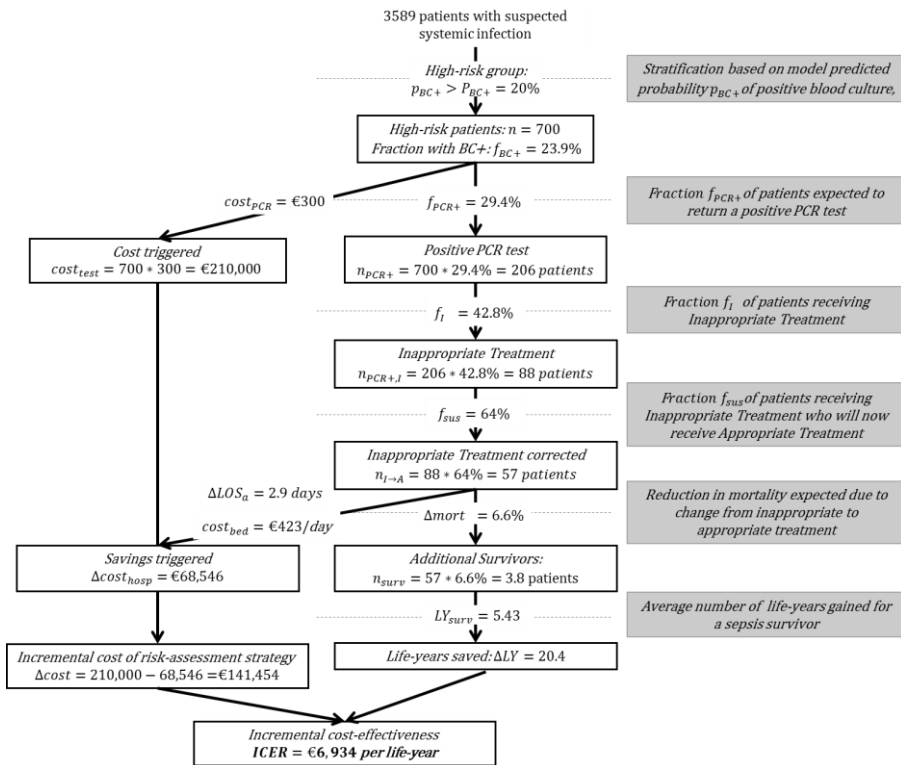 3589 patients with suspected
systemic infection
High-risk group:
p_BC+ > P_BC+ = 20%
Stratification based on model predicted
probability p_BC+ of positive blood culture,
High-risk patients: n = 700
Fraction with BC+: f_BC+ = 23.9%
cost_PCR = €300
f_PCR+ = 29.4%
Fraction f_PCR+ of patients expected to
return a positive PCR test
Cost triggered
cost_test = 700 * 300 = €210,000
Positive PCR test
n_PCR+ = 700 * 29.4% = 206 patients
f_I = 42.8%
Fraction f_I of patients receiving
Inappropriate Treatment
Inappropriate Treatment
n_PCR+,I = 206 * 42.8% = 88 patients
f_sus = 64%
Fraction f_sus of patients receiving
Inappropriate Treatment who will now
receive Appropriate Treatment
Inappropriate Treatment corrected
n_I→A = 88 * 64% = 57 patients
ΔLOS_a = 2.9 days
cost_bed = €423/day
Δmort = 6.6%
Reduction in mortality expected due to
change from inappropriate to
appropriate treatment
Savings triggered
Δcost_hosp = €68,546
Additional Survivors:
n_surv = 57 * 6.6% = 3.8 patients
LY_surv = 5.43
Average number of life-years gained for
a sepsis survivor
Incremental cost of risk-assessment strategy
Δcost = 210,000 − 68,546 =€141,454
Life-years saved: ΔLY = 20.4
Incremental cost-effectiveness
ICER = €6,934 per life-year